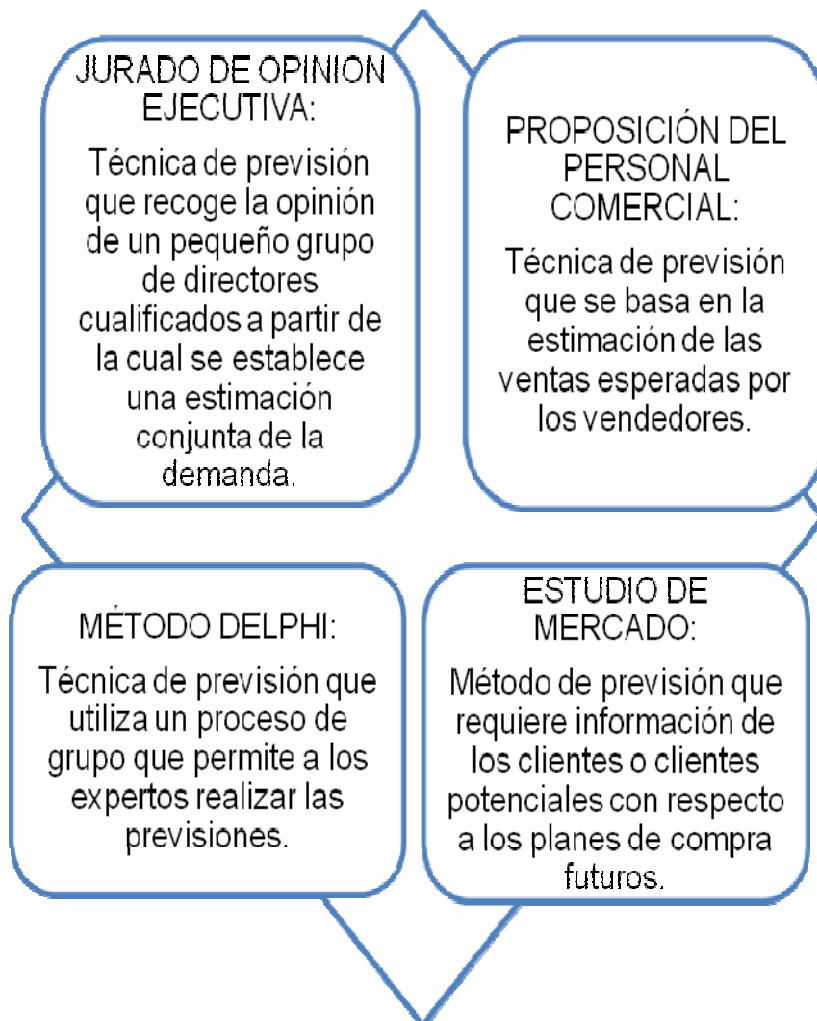 JURADO DE OPINION
EJECUTIVA:
Técnica de previsión
que recoge la opinión
de un pequeño grupo
de directores
cualificados a partir de
la cual se establece
una estimación
conjunta de la
demanda.
PROPOSICIÓN DEL
PERSONAL
COMERCIAL:
Técnica de previsión
que se basa en la
estimación de las
ventas esperadas por
los vendedores.
MÉTODO DELPHI:
Técnica de previsión que
utiliza un proceso de
grupo que permite a los
expertos realizar las
previsiones.
ESTUDIO DE
MERCADO:
Método de previsión que
requiere información de
los clientes o clientes
potenciales con respecto
a los planes de compra
futuros.